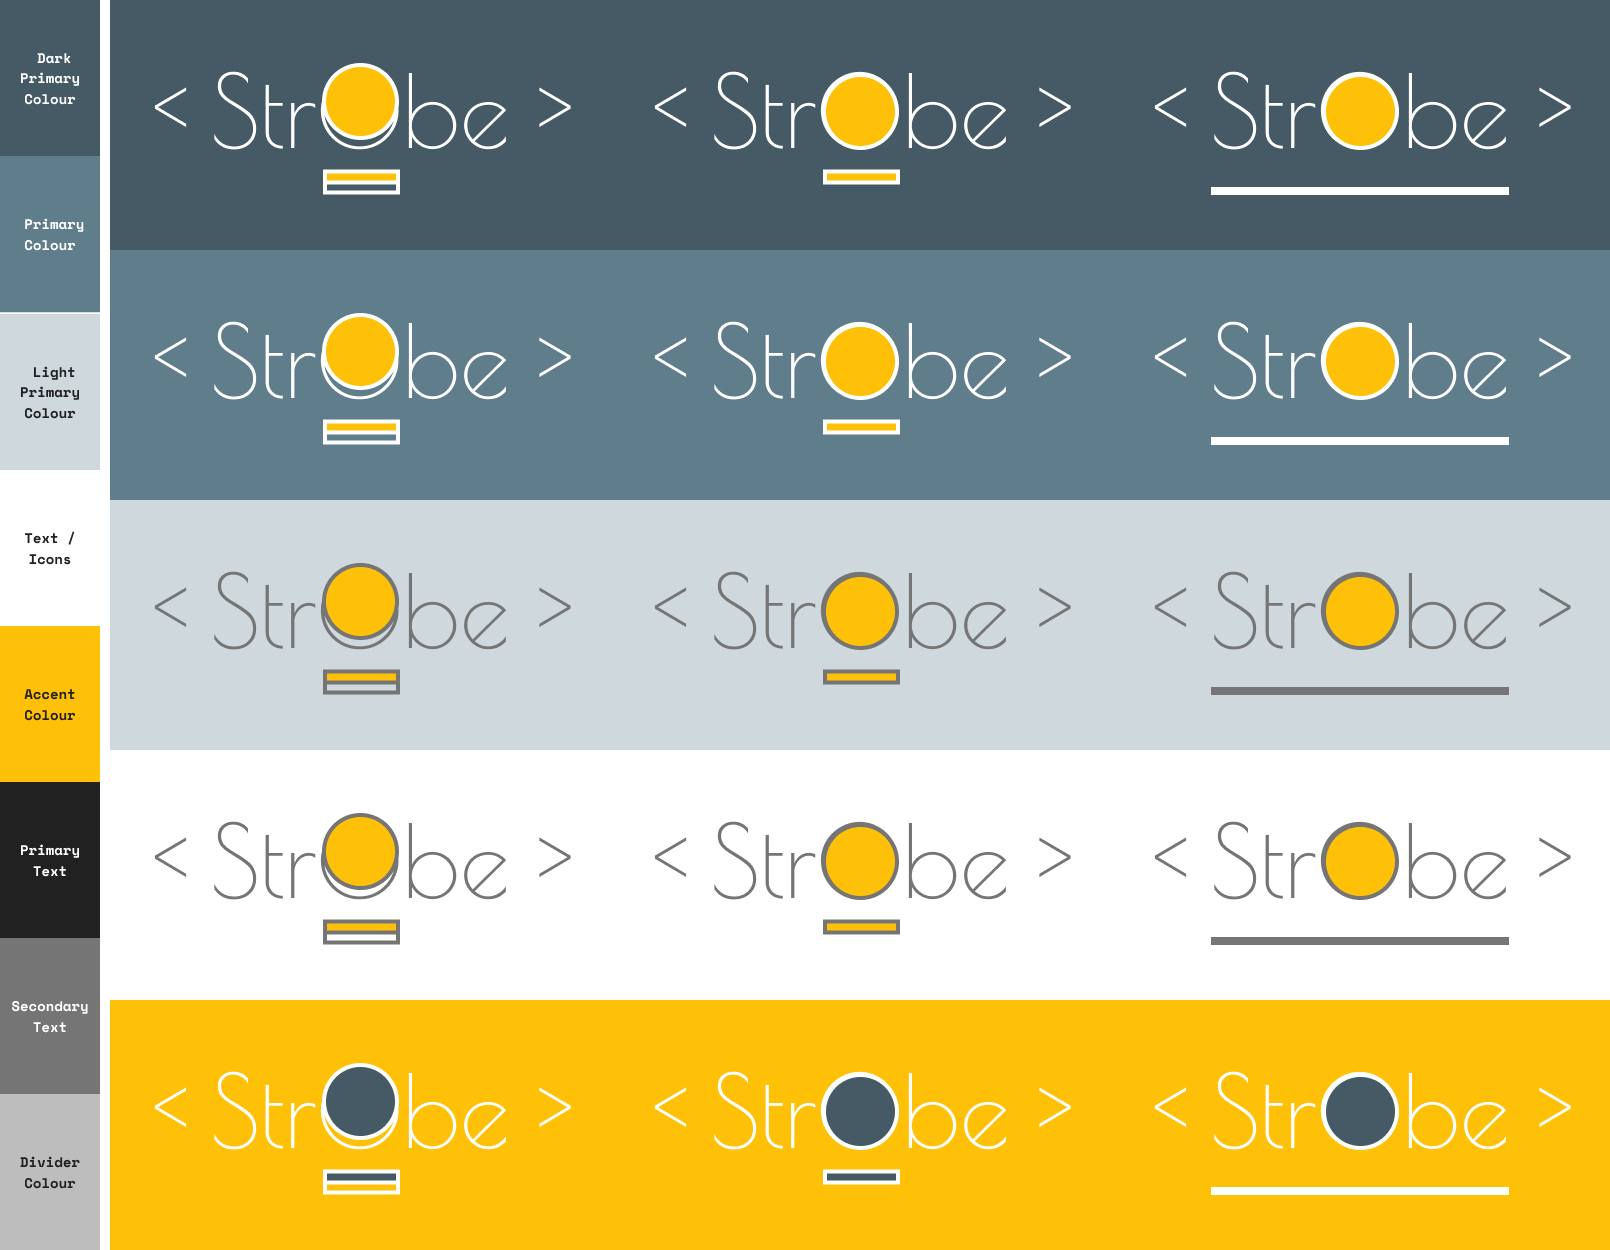 Dark
Primary
Colour
Primary
Colour
Light
Primary
Colour
Text /
Icons
Accent
Colour
Primary
Text
Secondary
Text
Divider
Colour
< Strobe > < Strobe > < Strobe >
< Strobe > < Strobe > < Strobe >
< Strobe > < Strobe > < Strobe >
< Strobe > < Strobe > < Strobe >
< Strobe > < Strobe > < Strobe >